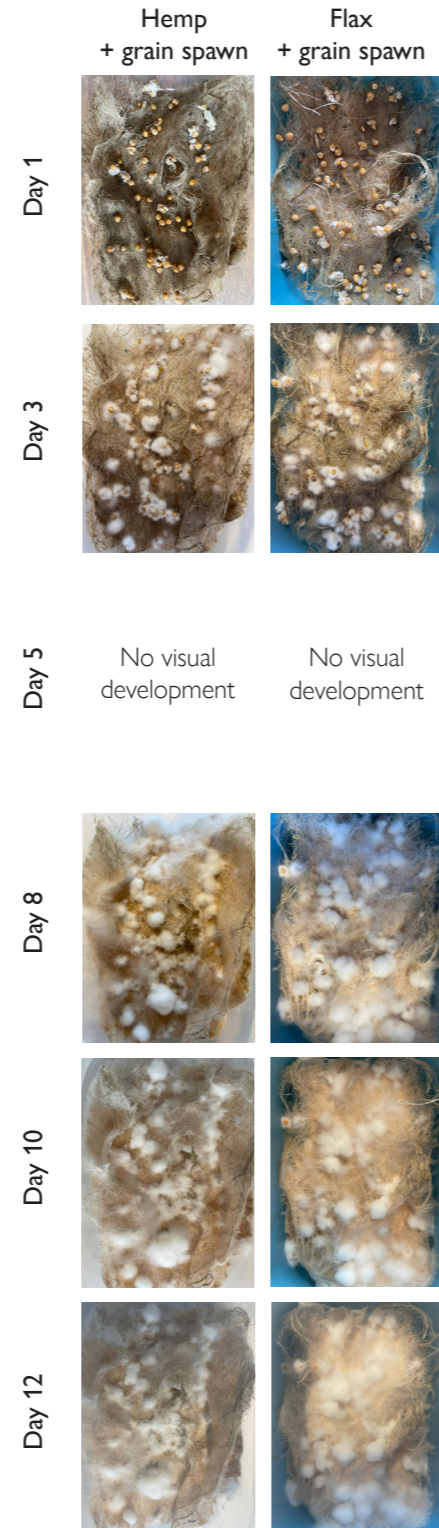 Hemp
+ grain spawn
Flax
+ grain spawn
Day 1
Day 3
Day 5
No visual
development
No visual
development
Day 8
Day 10
Day 12